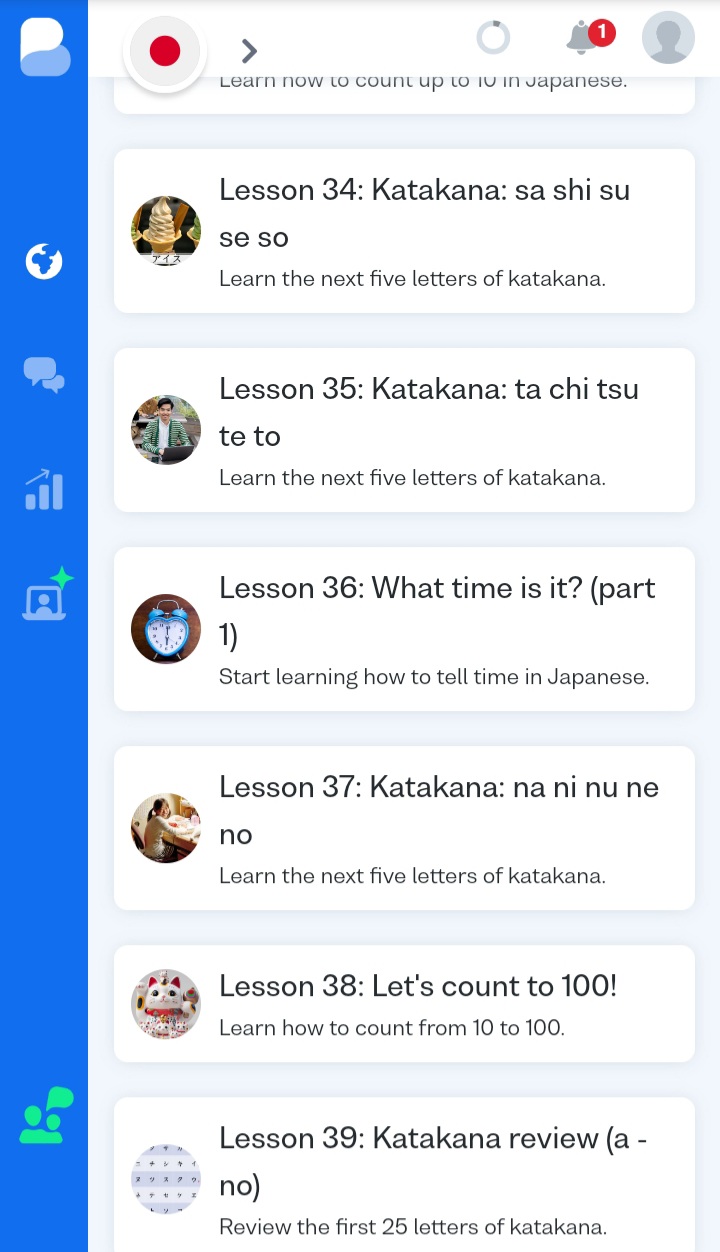 1
Learn how to count up to 10 in Japanese.
Lesson 34: Katakana: sa shi su
se so
Learn the next five letters of katakana.
アイス
Lesson 35: Katakana: ta chi tsu
te to
Learn the next five letters of katakana.
Lesson 36: What time is it? (part
1)
Start learning how to tell time in Japanese.
Lesson 37: Katakana: na ni nu ne
no
Learn the next five letters of katakana.
Lesson 38: Let's count to 100!
Learn how to count from 10 to 100.
Lesson 39: Katakana review (a -
no)
Review the first 25 letters of katakana.